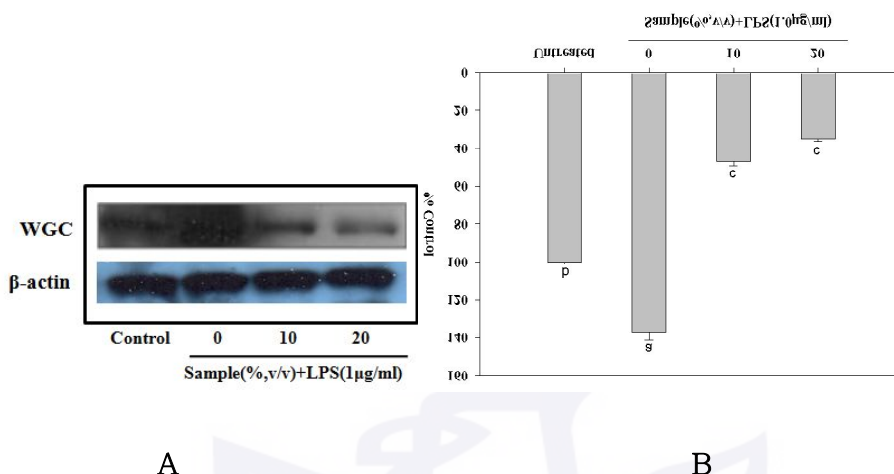 WGC
β-actin
Control 0 10 20
Sample(%,v/v)+LPS(1μg/ml)
A
Sample(%,v/v)+LPS(1.0μg/ml)
Untreated 0 10 20
0
20
40
60
80
100
120
140
160
% Control
b
a
c
c
B